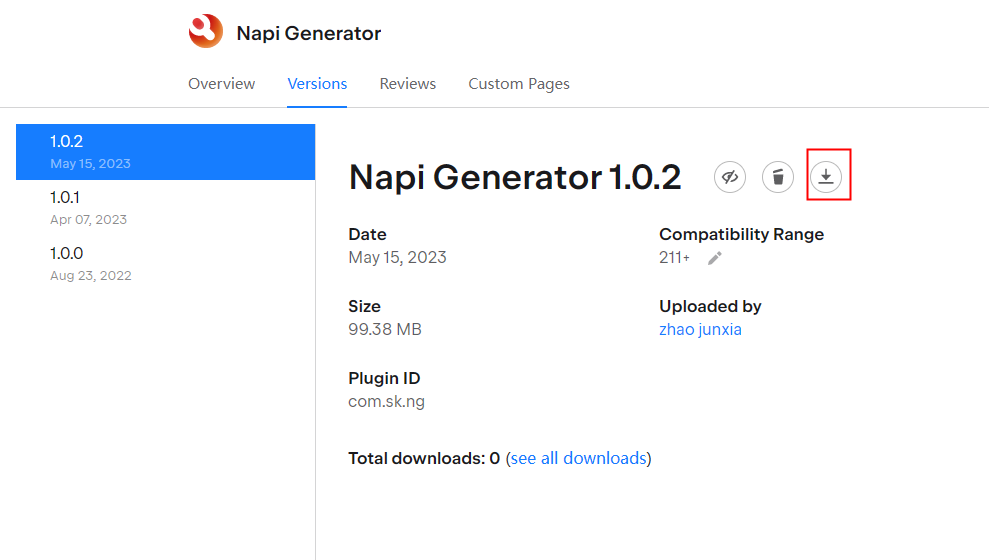 Napi Generator
Overview Versions Reviews Custom Pages
1.0.2
May 15, 2023
1.0.1
Apr 07, 2023
1.0.0
Aug 23, 2022
Napi Generator 1.0.2
Date
May 15, 2023
Compatibility Range
211+
Size
99.38 MB
Uploaded by
zhao junxia
Plugin ID
com.sk.ng
Total downloads: 0 (see all downloads)